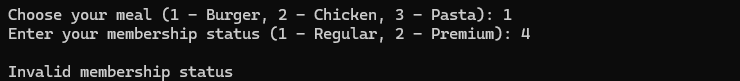 Choose your meal (1 - Burger, 2 - Chicken, 3 - Pasta): 1
Enter your membership status (1 - Regular, 2 - Premium): 4
Invalid membership status